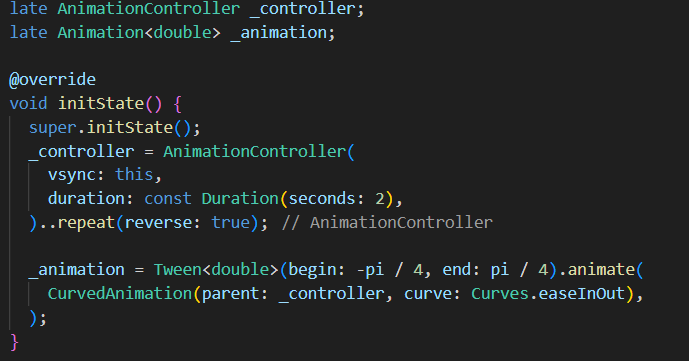 late AnimationController _controller;
late Animation<double> _animation;

@override
void initState() {
  super.initState();
  _controller = AnimationController(
    vsync: this,
    duration: const Duration(seconds: 2),
  )..repeat(reverse: true); // AnimationController

  _animation = Tween<double>(begin: -pi / 4, end: pi / 4).animate(
    CurvedAnimation(parent: _controller, curve: Curves.easeInOut),
  );
}